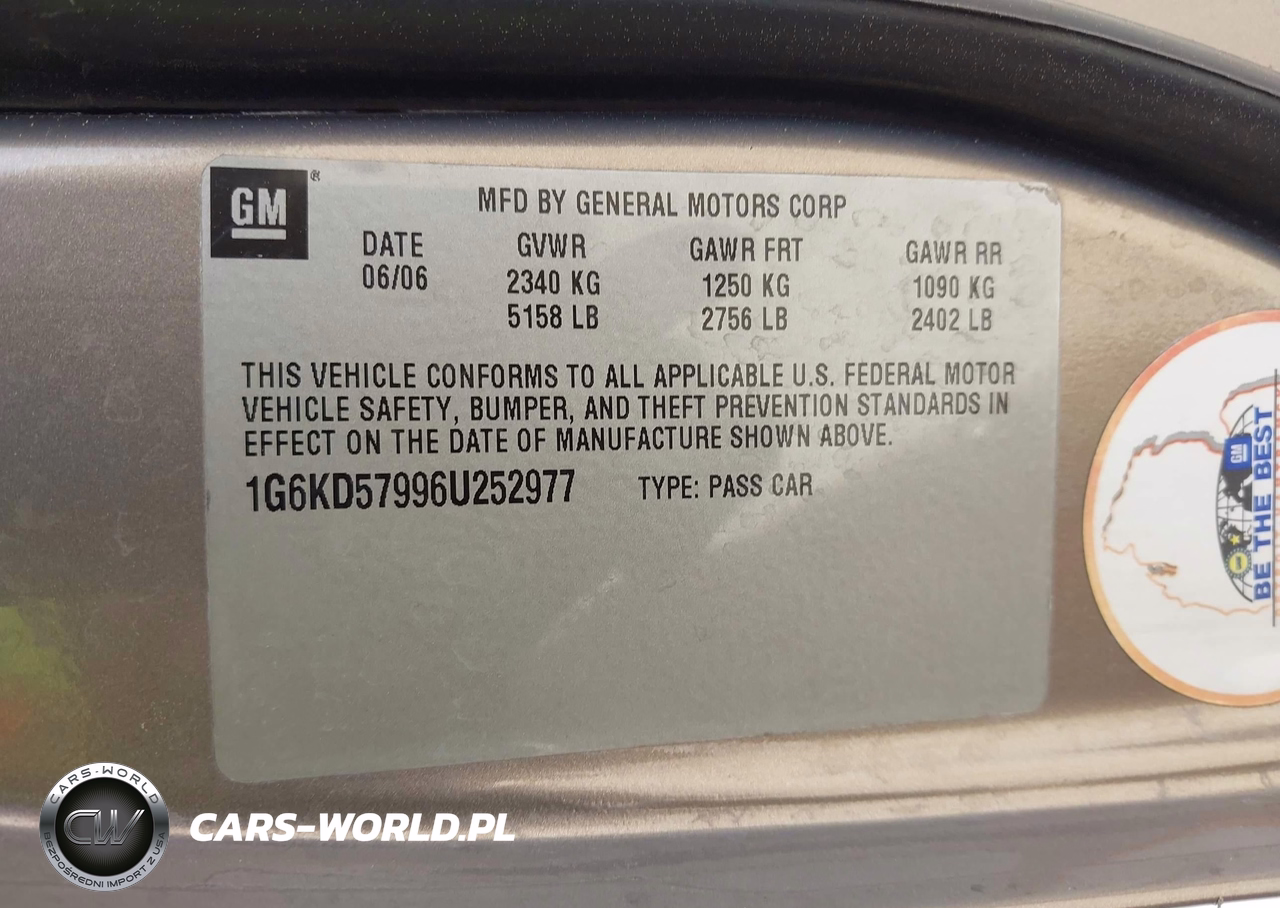 GM
®
MFD BY GENERAL MOTORS CORP
DATE GVWR GAWR FRT GAWR RR
06/06 2340 KG 1250 KG 1090 KG
5158 LB 2756 LB 2402 LB
THIS VEHICLE CONFORMS TO ALL APPLICABLE U.S. FEDERAL MOTOR
VEHICLE SAFETY, BUMPER, AND THEFT PREVENTION STANDARDS IN
EFFECT ON THE DATE OF MANUFACTURE SHOWN ABOVE.
1G6KD57996U252977 TYPE: PASS CAR
GM
BE THE BEST
CARS-WORLD
CW
BEZPOŚREDNI IMPORT Z USA
CARS-WORLD.PL